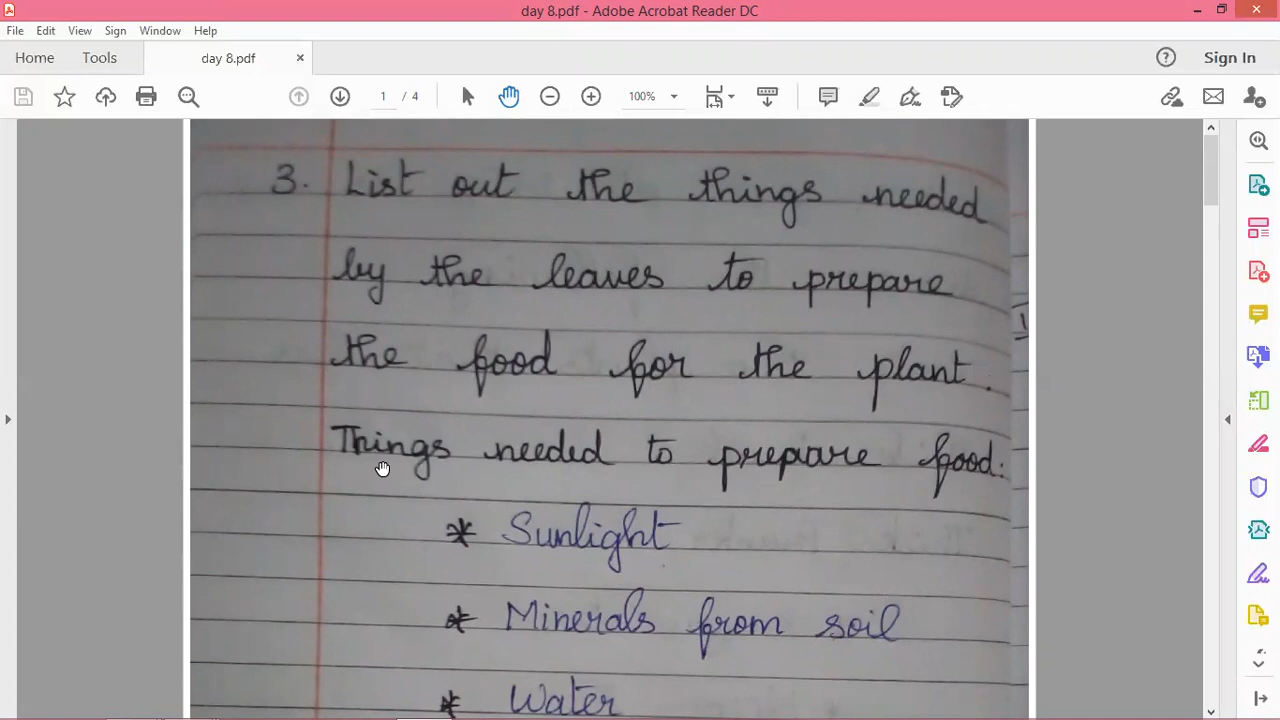 day 8.pdf - Adobe Acrobat Reader DC
File Edit View Sign Window Help
Home Tools day 8.pdf × Sign In
1 / 4 100%
3. List out the things needed
by the leaves to prepare
the food for the plant.
Things needed to prepare food:
* Sunlight
* Minerals from soil
* Water